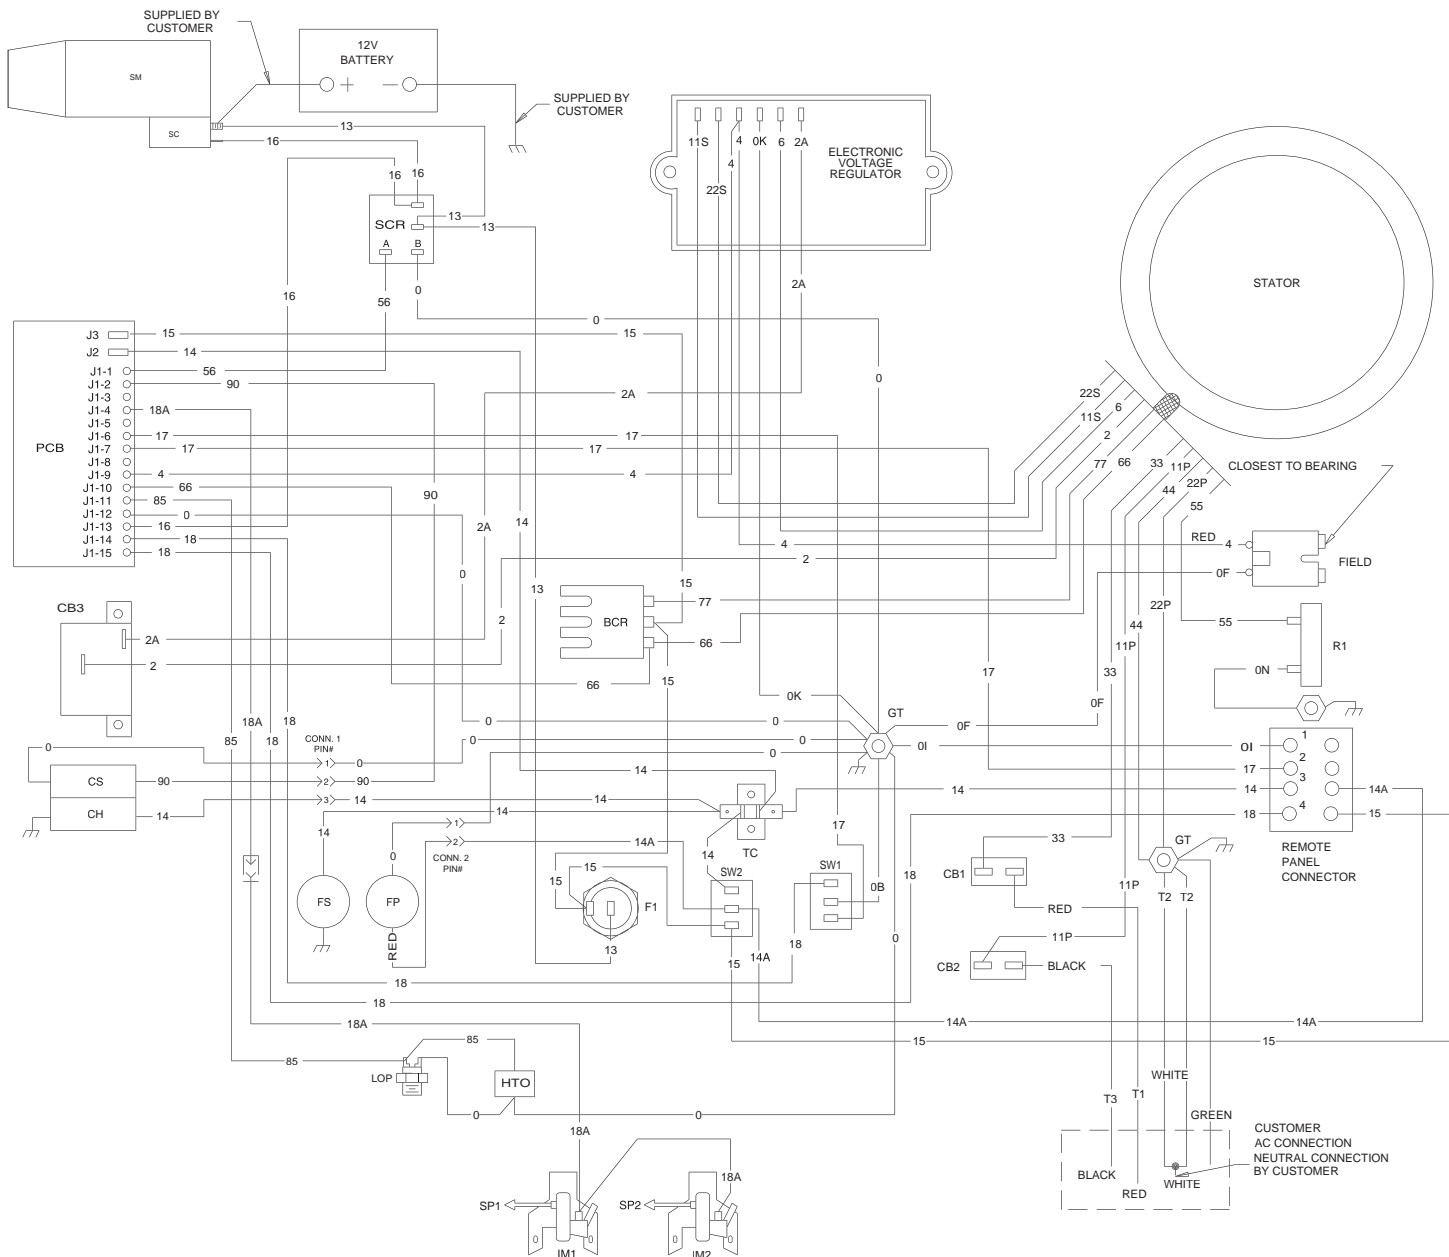 SUPPLIED BY
CUSTOMER
12V
BATTERY
SM
SC
SUPPLIED BY
CUSTOMER
13
16
16
16
SCR
13
13
A
B
0
56
16
11S
22S
4
4
0K
6
2A
ELECTRONIC
VOLTAGE
REGULATOR
2A
STATOR
0
0
PCB
J3
15
15
J2
14
J1-1
56
J1-2
90
J1-3
J1-4
18A
J1-5
J1-6
17
17
J1-7
17
17
J1-8
J1-9
4
4
J1-10
66
J1-11
85
J1-12
0
J1-13
16
J1-14
18
J1-15
18
2A
90
2A
14
0
13
15
2
22S
11S
6
2
77
66
33
11P
44
22P
55
CLOSEST TO BEARING
RED
4
4
2
0F
FIELD
BCR
77
66
66
15
CB3
2A
2
22P
44
11P
33
0F
55
0N
R1
17
18A
85
18
18
0
CONN. 1
PIN#
1
0
2
90
3
14
CS
90
CH
14
0
0
0
0
0
0K
GT
0F
0I
14
14
14
14
TC
14
17
0I
1
17
2
14
3
18
4
14A
15
REMOTE
PANEL
CONNECTOR
14
0
1
2
CONN. 2
PIN#
14A
FS
FP
RED
15
15
F1
13
SW2
15
14A
SW1
18
0B
0
18
33
CB1
RED
11P
CB2
BLACK
GT
11P
T2
T2
18
18
14A
14A
15
15
18A
85
LOP
85
HTO
0
0
18A
WHITE
T3
T1
GREEN
BLACK
RED
WHITE
CUSTOMER
AC CONNECTION
NEUTRAL CONNECTION
BY CUSTOMER
SP1
IM1
SP2
18A
IM2